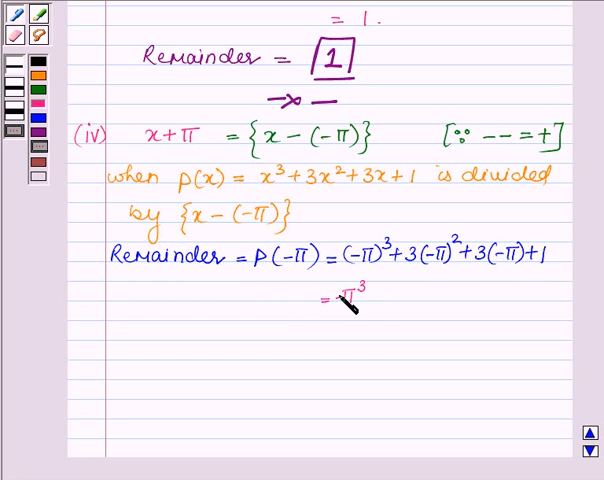 = 1.
Remainder = 1
(iv) x+π = {x-(-π)} [∵ --=+]
when p(x) = x³+3x²+3x+1 is divided
by {x-(-π)}
Remainder = P(-π) = (-π)³+3(-π)²+3(-π)+1
= -π³